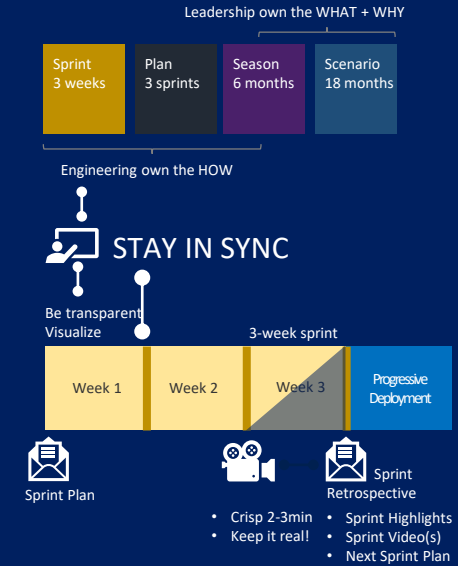 Leadership own the WHAT + WHY
Sprint
3 weeks
Plan
3 sprints
Season
6 months
Scenario
18 months
Engineering own the HOW
STAY IN SYNC
Be transparent
Visualize
3-week sprint
Week 1
Week 2
Week 3
Progressive
Deployment
Sprint Plan
• Crisp 2-3min
• Keep it real!
Sprint
Retrospective
• Sprint Highlights
• Sprint Video(s)
• Next Sprint Plan